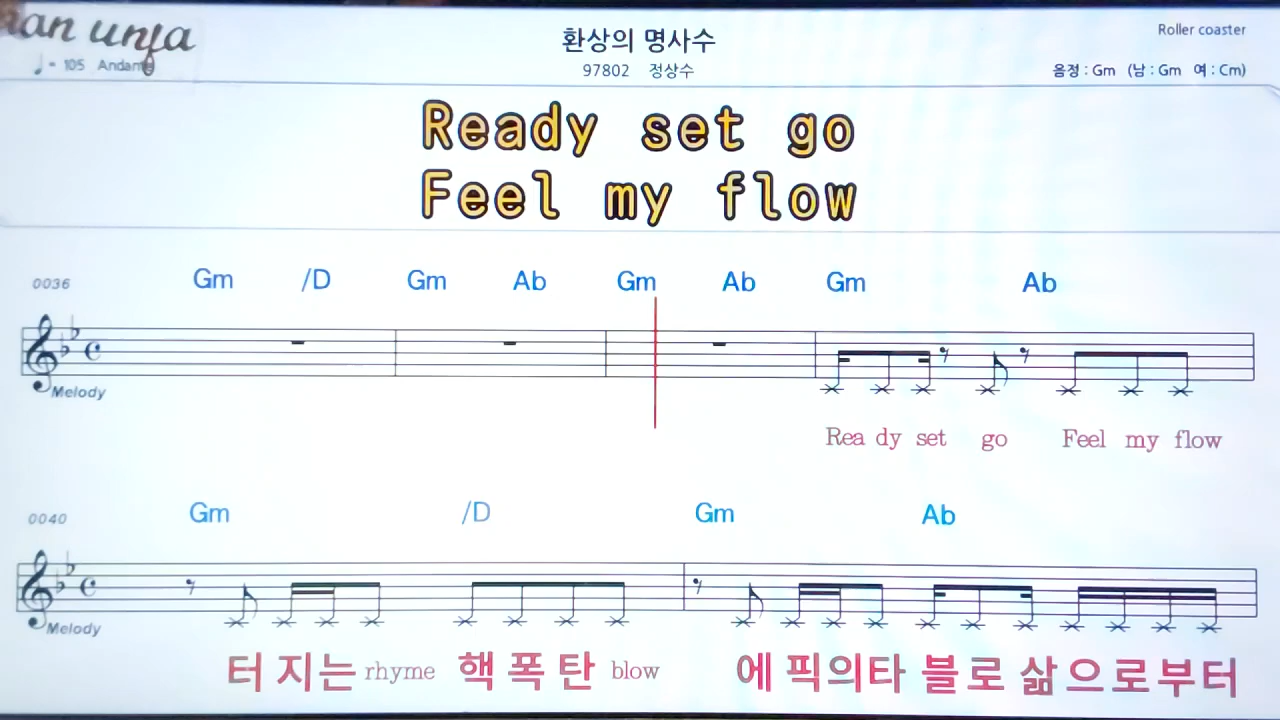 unfa
환상의 명사수
Roller coaster
♩= 105 Andante
97802 정상수
음정 : Gm (남 : Gm 여 : Cm)
Ready set go
Feel my flow
0036 Gm /D Gm Ab Gm Ab Gm Ab
Melody
Rea dy set go Feel my flow
0040 Gm /D Gm Ab
Melody
터 지는 rhyme 핵 폭 탄 blow 에 픽의타 블로 삶으로부터